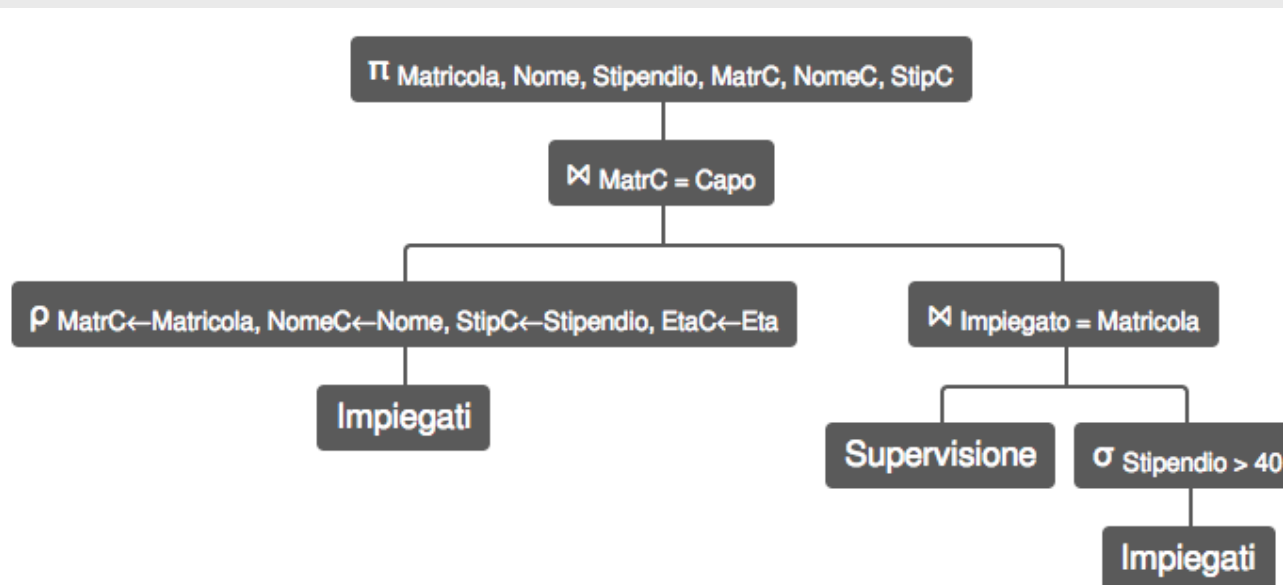 π Matricola, Nome, Stipendio, MatrC, NomeC, StipC
⋈ MatrC = Capo
ρ MatrC←Matricola, NomeC←Nome, StipC←Stipendio, EtaC←Eta
⋈ Impiegato = Matricola
Impiegati
Supervisione
σ Stipendio > 40
Impiegati